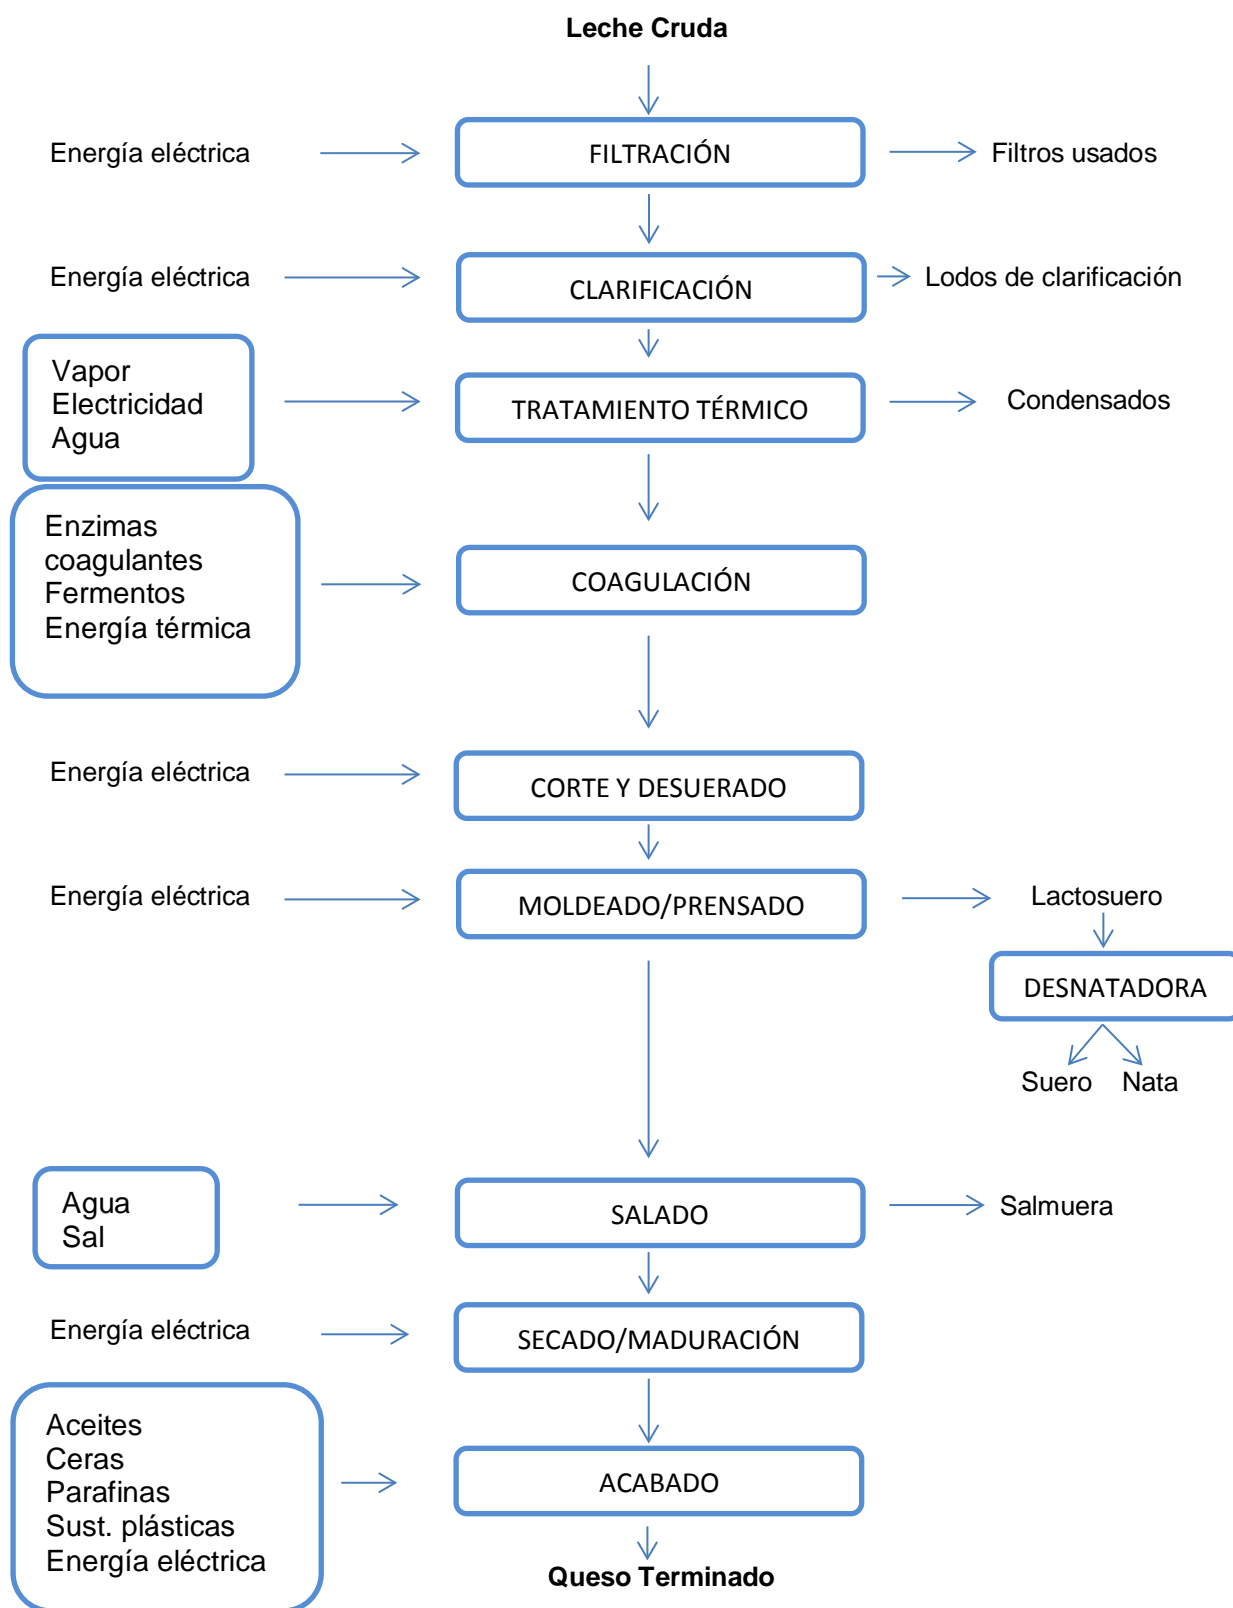 Leche Cruda
Energía eléctrica
FILTRACIÓN
Filtros usados
Energía eléctrica
CLARIFICACIÓN
Lodos de clarificación
Vapor
Electricidad
Agua
TRATAMIENTO TÉRMICO
Condensados
Enzimas
coagulantes
Fermentos
Energía térmica
COAGULACIÓN
Energía eléctrica
CORTE Y DESUERADO
Energía eléctrica
MOLDEADO/PRENSADO
Lactosuero
DESNATADORA
Suero
Nata
Agua
Sal
SALADO
Salmuera
Energía eléctrica
SECADO/MADURACIÓN
Aceites
Ceras
Parafinas
Sust. plásticas
Energía eléctrica
ACABADO
Queso Terminado